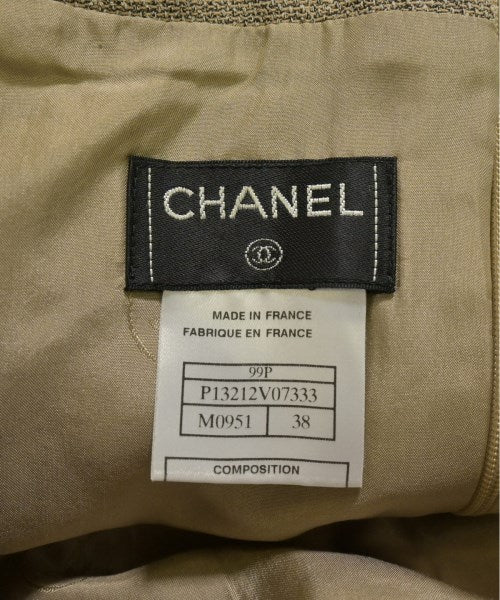 CHANEL
MADE IN FRANCE
FABRIQUE EN FRANCE
99P
P13212V07333
M0951 38
COMPOSITION